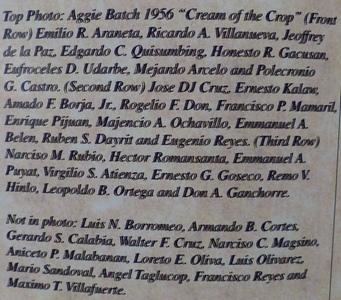 Top Photo: Aggie Batch 1956 "Cream of the Crop" (Front
Row) Emilio R. Araneta, Ricardo A. Villanueva, Jeoffrey
de la Paz, Edgardo C. Quisumbing, Honesto R. Gacusan,
Eufroceles D. Udarbe, Mejardo Arcelo and Polecronio
G. Castro. (Second Row) Jose DJ Cruz, Ernesto Kalaw,
Amado F. Borja, Jr., Rogelio F. Don, Francisco P. Mamaril,
Enrique Pijuan, Majencio A. Ochavillo, Emmanuel A.
Belen, Ruben S. Dayrit and Eugenio Reyes. (Third Row)
Narciso M. Rubio, Hector Romansanta, Emmanuel A.
Puyat, Virgilio S. Atienza, Ernesto G. Goseco, Remo V.
Hinlo, Leopoldo B. Ortega and Don A. Ganchorre.
Not in photo: Luis N. Borromeo, Armando B. Cortes,
Gerardo S. Calabia, Walter F. Cruz, Narciso C. Magsino,
Aniceto P. Malabanan, Loreto E. Oliva, Luis Olivarez,
Mario Sandoval, Angel Taglucop, Francisco Reyes and
Maximo T. Villafuerte.